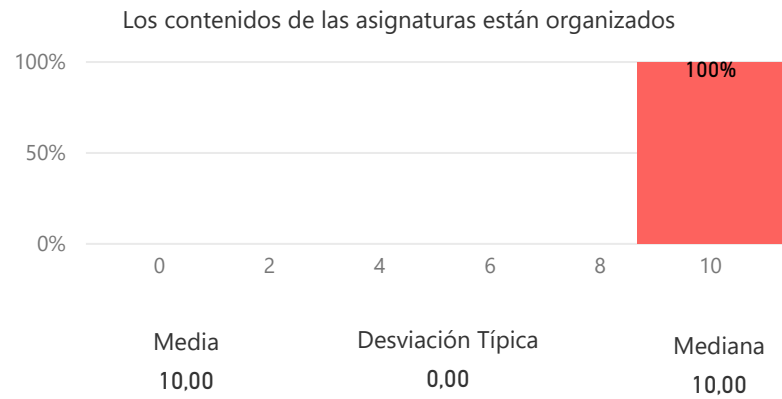 Los contenidos de las asignaturas están organizados
100%
100%
50%
0%
0 2 4 6 8 10
Media Desviación Típica Mediana
10,00 0,00 10,00